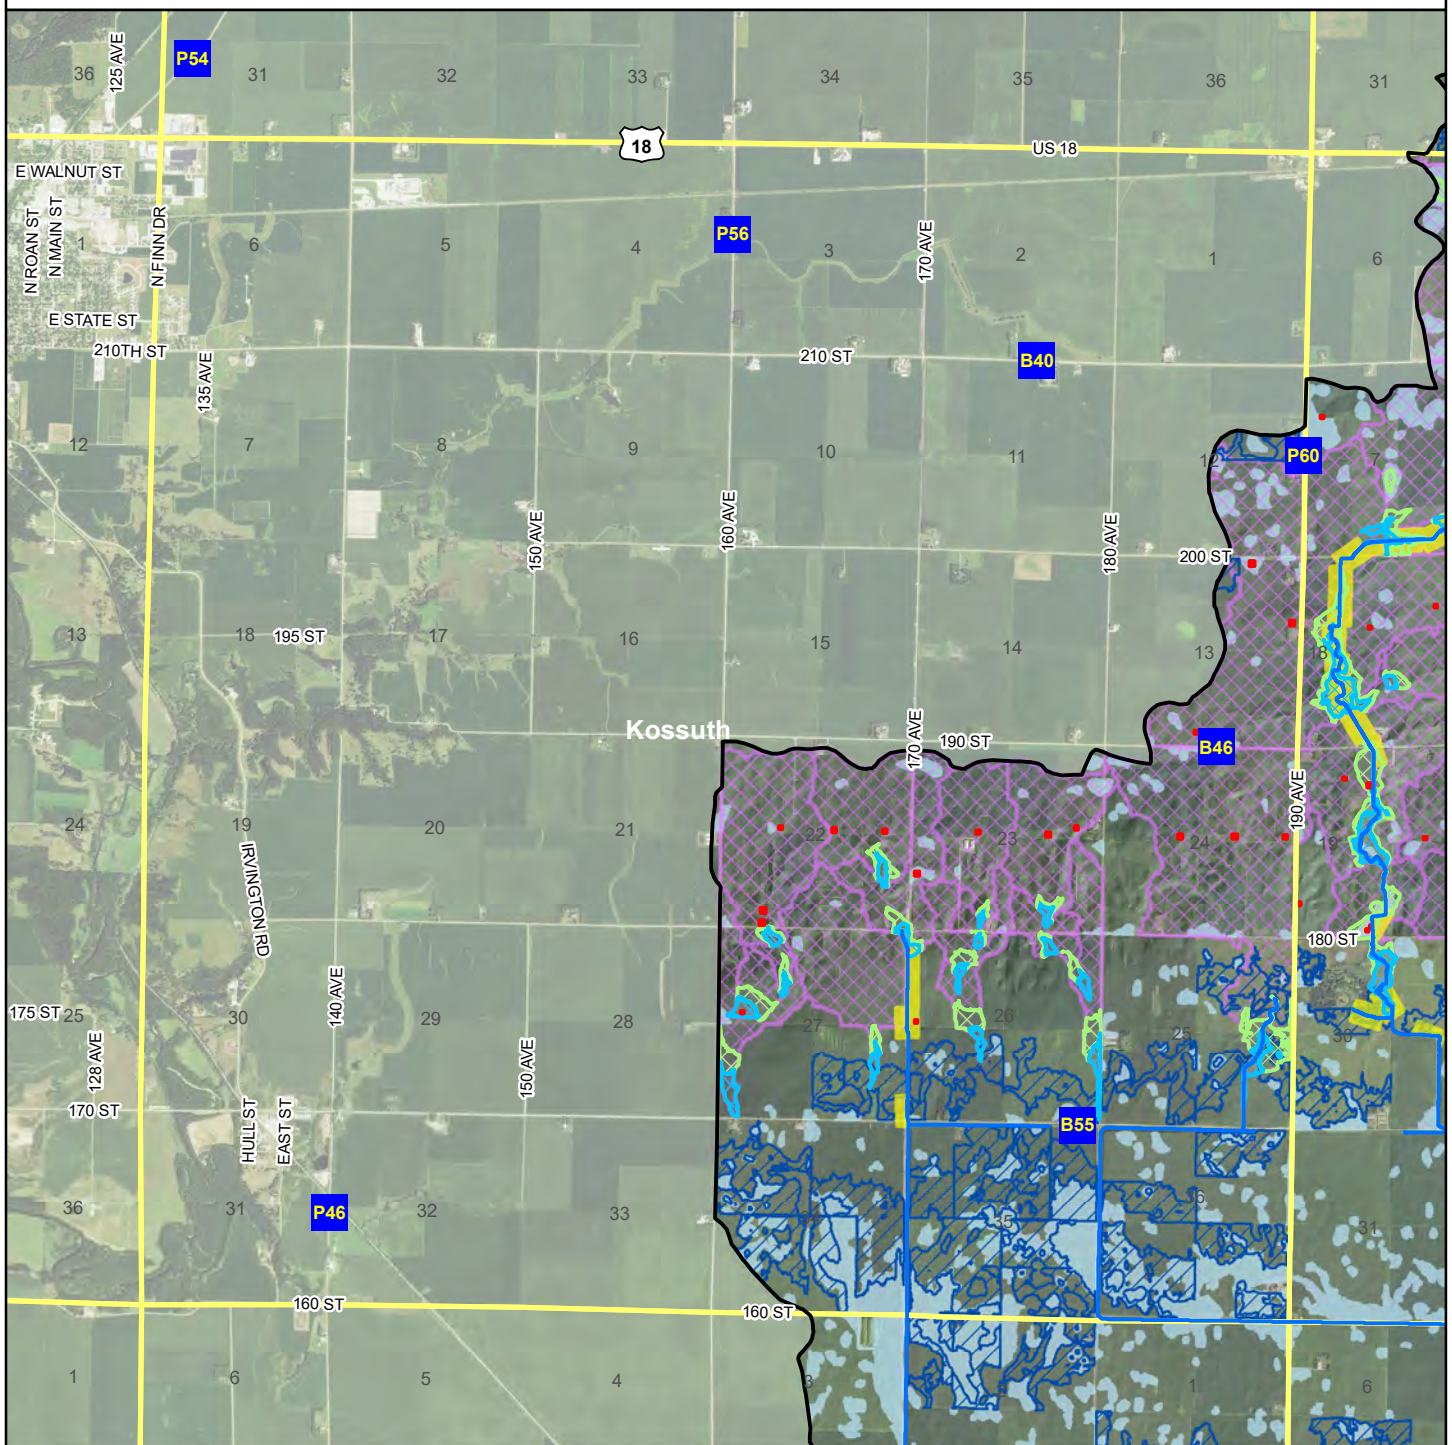 36
125 AVE
P54
31
32
33
34
35
36
31
18
US 18
E WALNUT ST
N ROAN ST
N MAIN ST
1
N FINN DR
6
5
4
P56
3
170 AVE
2
1
6
E STATE ST
210TH ST
135 AVE
210 ST
B40
12
7
8
9
10
11
12
P60
7
150 AVE
160 AVE
180 AVE
200 ST
13
18
195 ST
17
16
15
14
13
18
Kossuth
170 AVE
190 ST
B46
24
19
20
21
22
23
24
190 AVE
19
IRVINGTON RD
180 ST
175 ST
25
30
140 AVE
29
28
27
26
25
30
128 AVE
150 AVE
170 ST
HULL ST
EAST ST
B55
36
31
P46
32
33
35
36
31
160 ST
160 ST
1
6
5
4
3
1
6